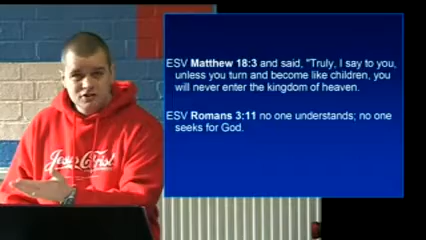 ESV Matthew 18:3 and said, "Truly, I say to you,
unless you turn and become like children, you
will never enter the kingdom of heaven.
ESV Romans 3:11 no one understands; no one
seeks for God.
Jesus Christ